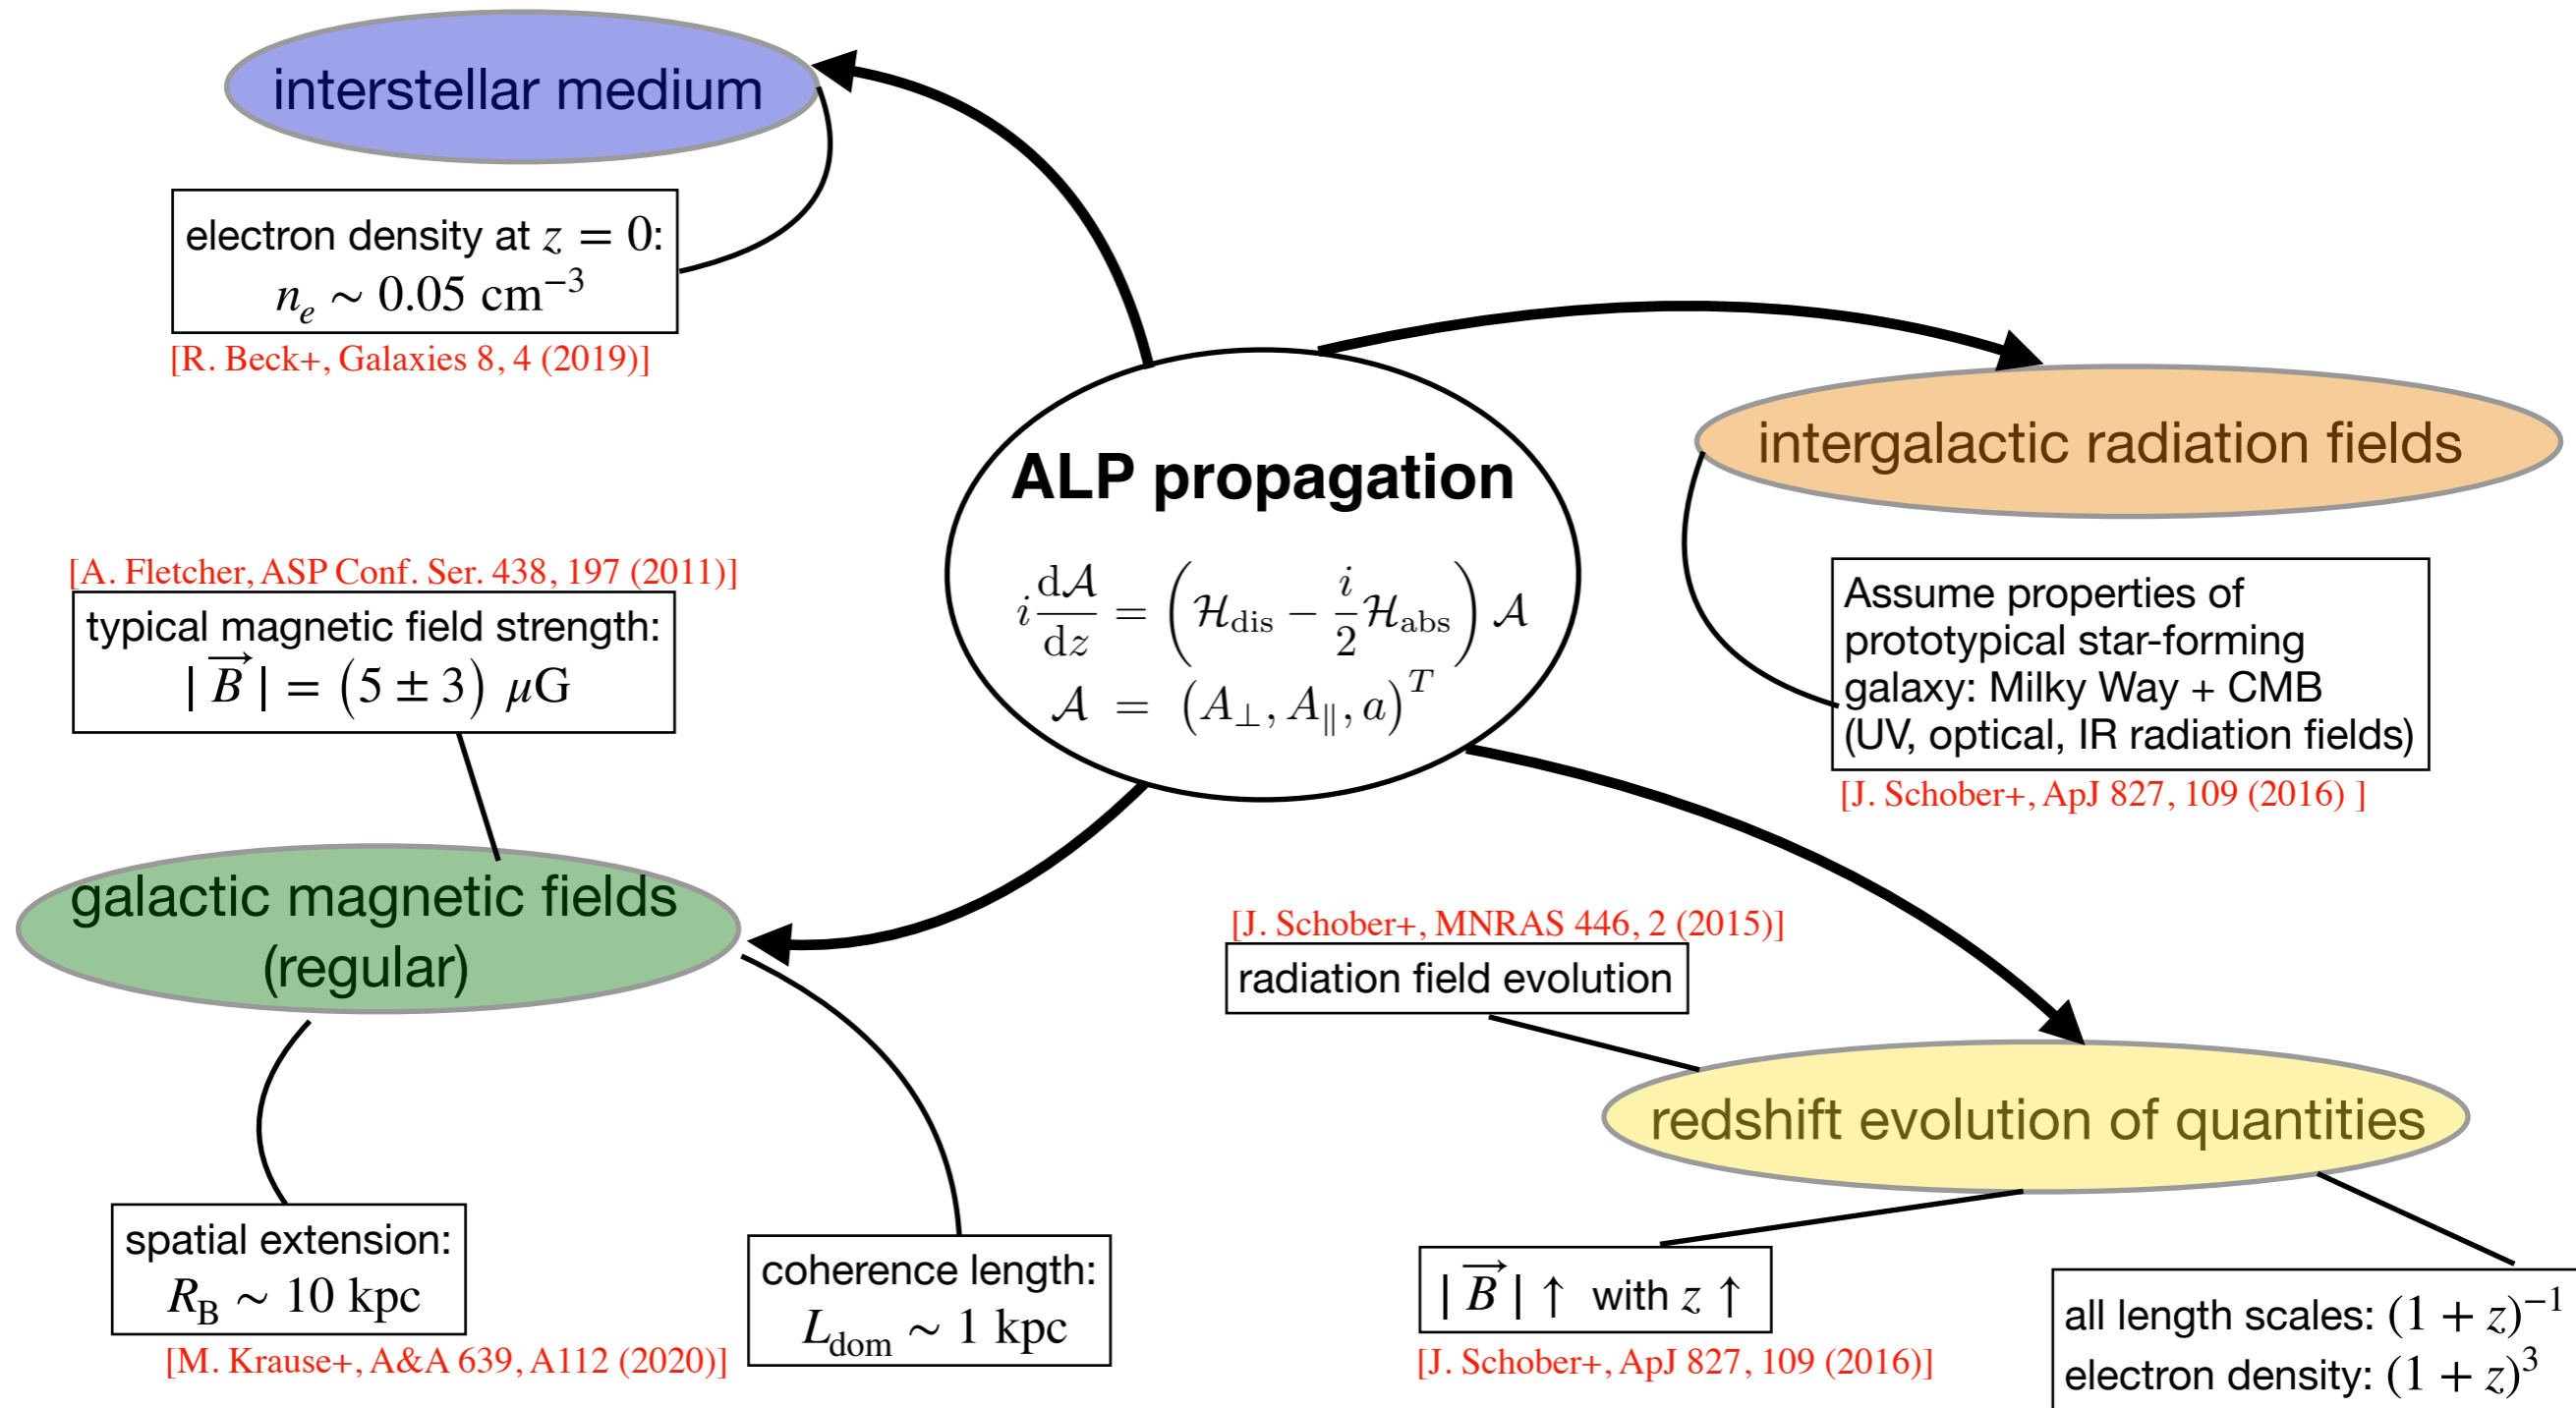 interstellar medium
electron density at z = 0:
nₑ ∼ 0.05 cm⁻³
[R. Beck+, Galaxies 8, 4 (2019)]
ALP propagation
i d𝒜/dz = (ℋ_dis − i/2 ℋ_abs) 𝒜
𝒜 = (A_⊥, A_∥, a)^T
intergalactic radiation fields
Assume properties of
prototypical star-forming
galaxy: Milky Way + CMB
(UV, optical, IR radiation fields)
[J. Schober+, ApJ 827, 109 (2016) ]
[A. Fletcher, ASP Conf. Ser. 438, 197 (2011)]
typical magnetic field strength:
| B⃗ | = (5 ± 3) μG
galactic magnetic fields
(regular)
spatial extension:
R_B ∼ 10 kpc
[M. Krause+, A&A 639, A112 (2020)]
coherence length:
L_dom ∼ 1 kpc
[J. Schober+, MNRAS 446, 2 (2015)]
radiation field evolution
redshift evolution of quantities
| B⃗ | ↑ with z ↑
[J. Schober+, ApJ 827, 109 (2016)]
all length scales: (1 + z)⁻¹
electron density: (1 + z)³